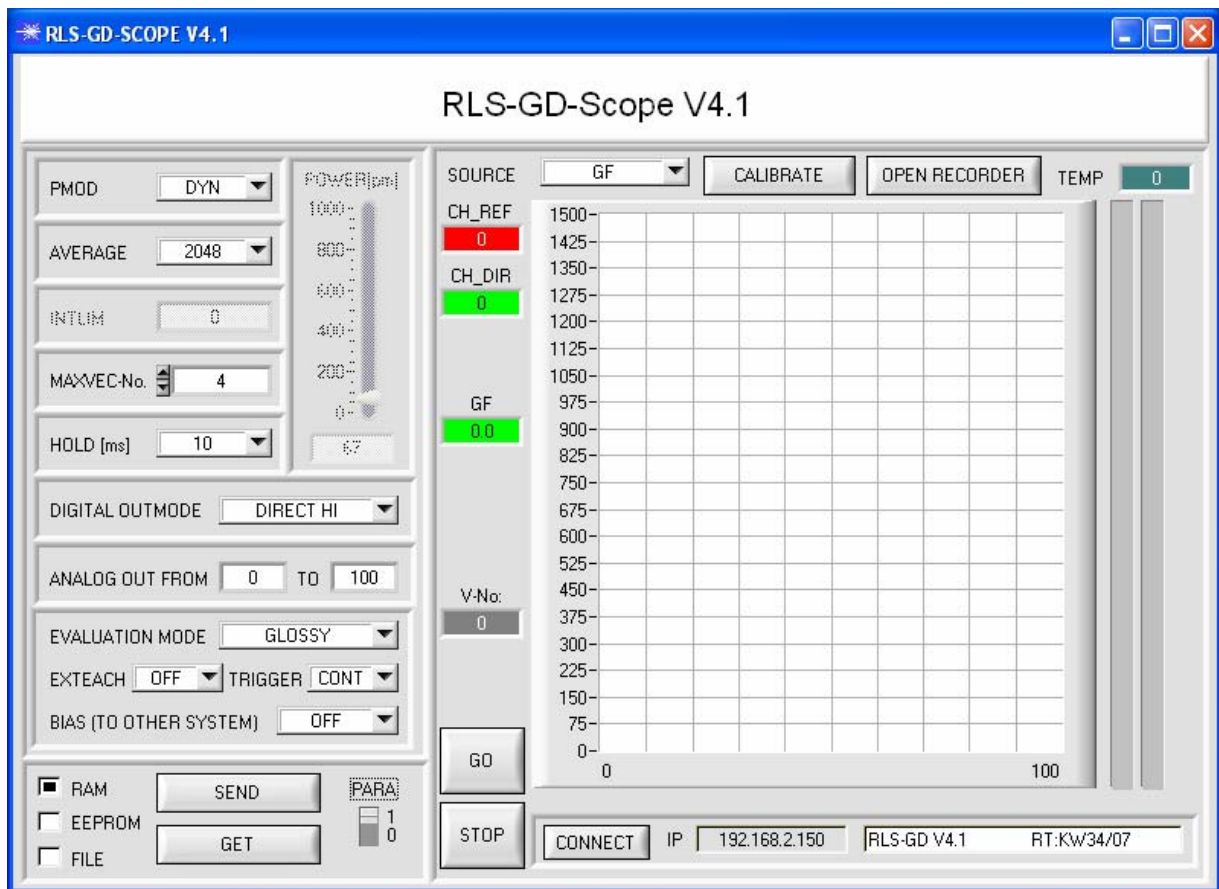 RLS-GD-SCOPE V4.1
RLS-GD-Scope V4.1
PMOD DYN
AVERAGE 2048
INTLIM 0
MAXVEC-No. 4
HOLD [ms] 10
POWER[pm]
1000
800
600
400
200
0
67
DIGITAL OUTMODE DIRECT HI
ANALOG OUT FROM 0 TO 100
EVALUATION MODE GLOSSY
EXTEACH OFF TRIGGER CONT
BIAS (TO OTHER SYSTEM) OFF
RAM
EEPROM
FILE
SEND
GET
PARA
1
0
SOURCE GF CALIBRATE OPEN RECORDER TEMP 0
CH_REF
0
CH_DIR
0
GF
0.0
V-No:
0
GO
STOP
1500
1425
1350
1275
1200
1125
1050
975
900
825
750
675
600
525
450
375
300
225
150
75
0
0 100
CONNECT IP 192.168.2.150 RLS-GD V4.1 RT:KW34/07